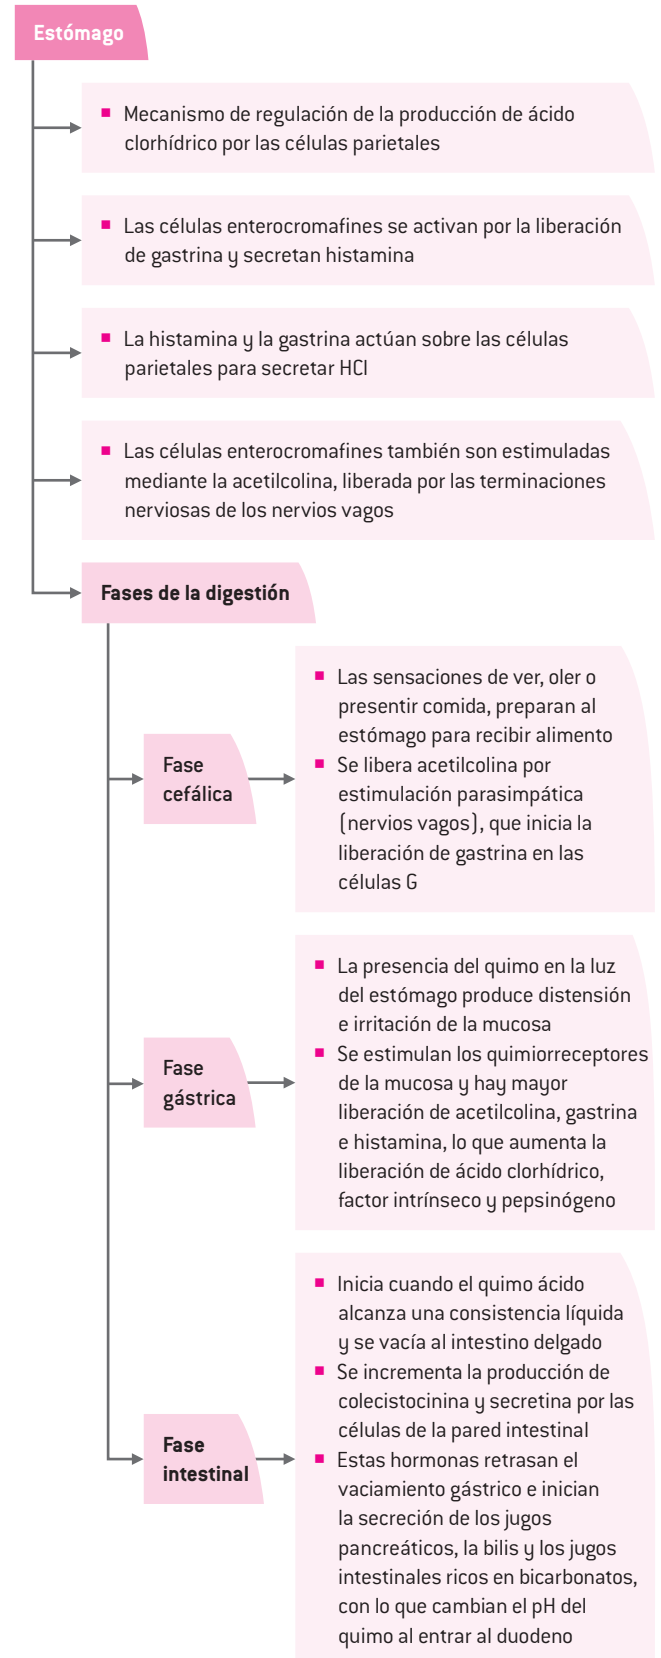 Estómago
Mecanismo de regulación de la producción de ácido
clorhídrico por las células parietales
Las células enterocromafines se activan por la liberación
de gastrina y secretan histamina
La histamina y la gastrina actúan sobre las células
parietales para secretar HCl
Las células enterocromafines también son estimuladas
mediante la acetilcolina, liberada por las terminaciones
nerviosas de los nervios vagos
Fases de la digestión
Fase
cefálica
Las sensaciones de ver, oler o
presentir comida, preparan al
estómago para recibir alimento
Se libera acetilcolina por
estimulación parasimpática
(nervios vagos), que inicia la
liberación de gastrina en las
células G
Fase
gástrica
La presencia del quimo en la luz
del estómago produce distensión
e irritación de la mucosa
Se estimulan los quimiorreceptores
de la mucosa y hay mayor
liberación de acetilcolina, gastrina
e histamina, lo que aumenta la
liberación de ácido clorhídrico,
factor intrínseco y pepsinógeno
Fase
intestinal
Inicia cuando el quimo ácido
alcanza una consistencia líquida
y se vacía al intestino delgado
Se incrementa la producción de
colecistocinina y secretina por las
células de la pared intestinal
Estas hormonas retrasan el
vaciamiento gástrico e inician
la secreción de los jugos
pancreáticos, la bilis y los jugos
intestinales ricos en bicarbonatos,
con lo que cambian el pH del
quimo al entrar al duodeno